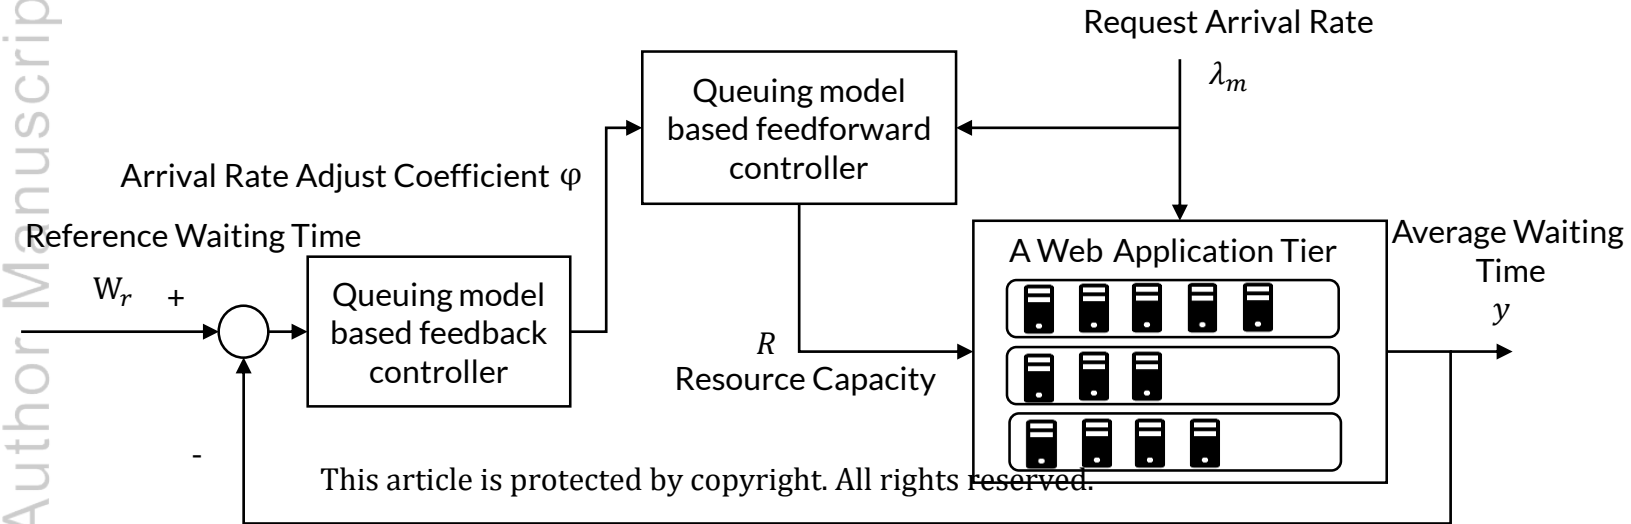 Request Arrival Rate
λₘ
Queuing model
based feedforward
controller
Arrival Rate Adjust Coefficient φ
Reference Waiting Time
Wᵣ +
Queuing model
based feedback
controller
-
R
Resource Capacity
A Web Application Tier
Average Waiting
Time
y
This article is protected by copyright. All rights reserved.
Author Manuscrip